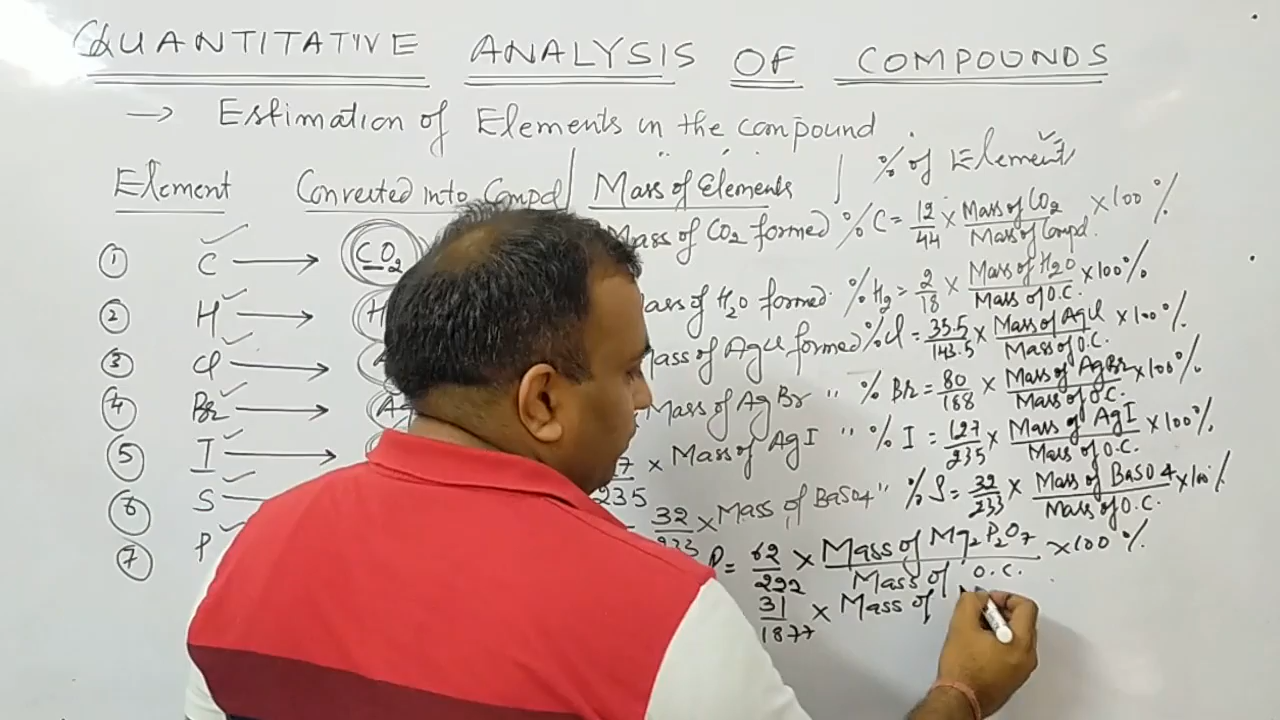 QUANTITATIVE ANALYSIS OF COMPOUNDS
→ Estimation of Elements in the compound
Element Converted into Compd Mass of Elements % of Element
① C → CO2 Mass of CO2 formed % C = 12/44 × Mass of CO2/Mass of Compd. × 100%
② H → H Mass of H2O formed. % H2 = 2/18 × Mass of H2O/Mass of O.C. × 100%
③ Cl → Mass of AgCl formed % Cl = 35.5/143.5 × Mass of AgCl/Mass of O.C. × 100%
④ Br → Ag Mass of AgBr " % Br = 80/188 × Mass of AgBr/Mass of O.C. × 100%
⑤ I → /235 × Mass of AgI " % I = 127/235 × Mass of AgI/Mass of O.C. × 100%
⑥ S 32/233 × Mass of BaSO4 " % S = 32/233 × Mass of BaSO4/Mass of O.C. × 100%
⑦ P P = 62/222 × Mass of Mg2P2O7/Mass of O.C. × 100%
31/1877 × Mass of